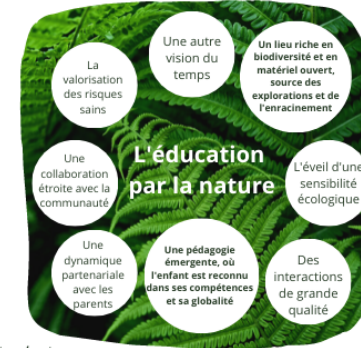 Une autre
vision du
temps
Un lieu riche en
biodiversité et en
matériel ouvert,
source des
explorations et de
l'enracinement
La
valorisation
des risques
sains
L'éducation
par la nature
L'éveil d'une
sensibilité
écologique
Une
collaboration
étroite avec la
communauté
Une
dynamique
partenariale
avec les
parents
Une pédagogie
émergente, où
l'enfant est reconnu
dans ses compétences
et sa globalité
Des
interactions
de grande
qualité